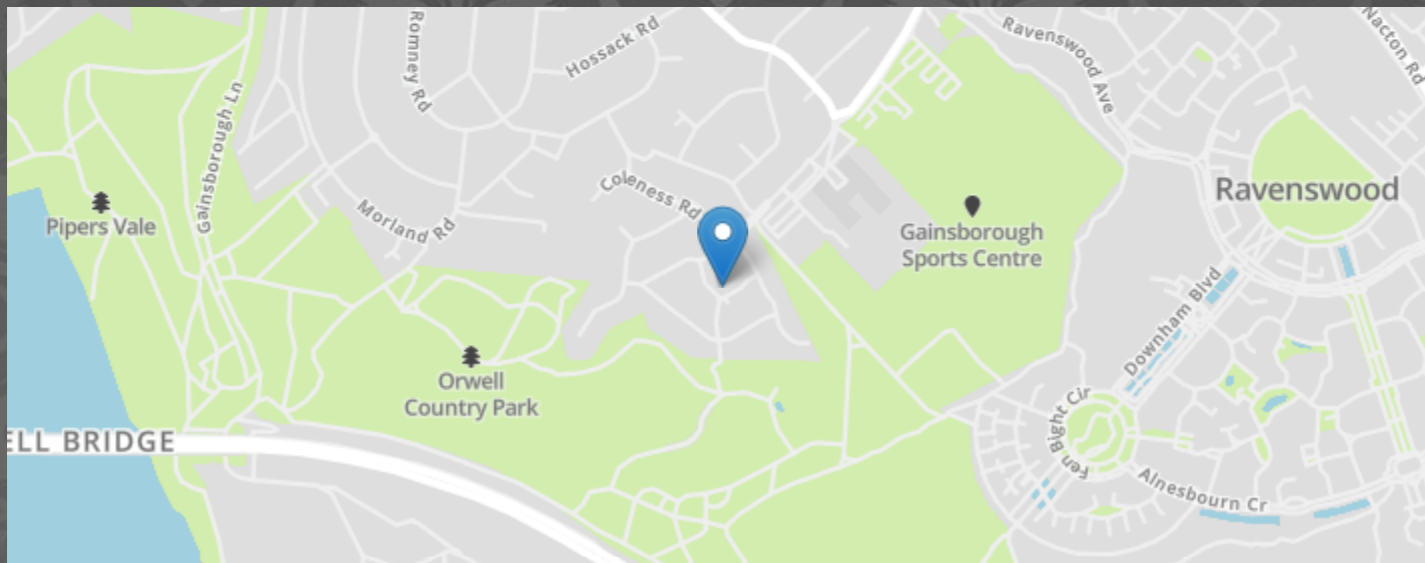 Romney Rd
Hossack Rd
Ravenswood Ave
Nacton Rd
Gainsborough Ln
Coleness Rd
Ravenswood
Pipers Vale
Morland Rd
Gainsborough
Sports Centre
Downham Blvd
Orwell
Country Park
Fen Bight Cir
ELL BRIDGE
Alnesbourn Cr